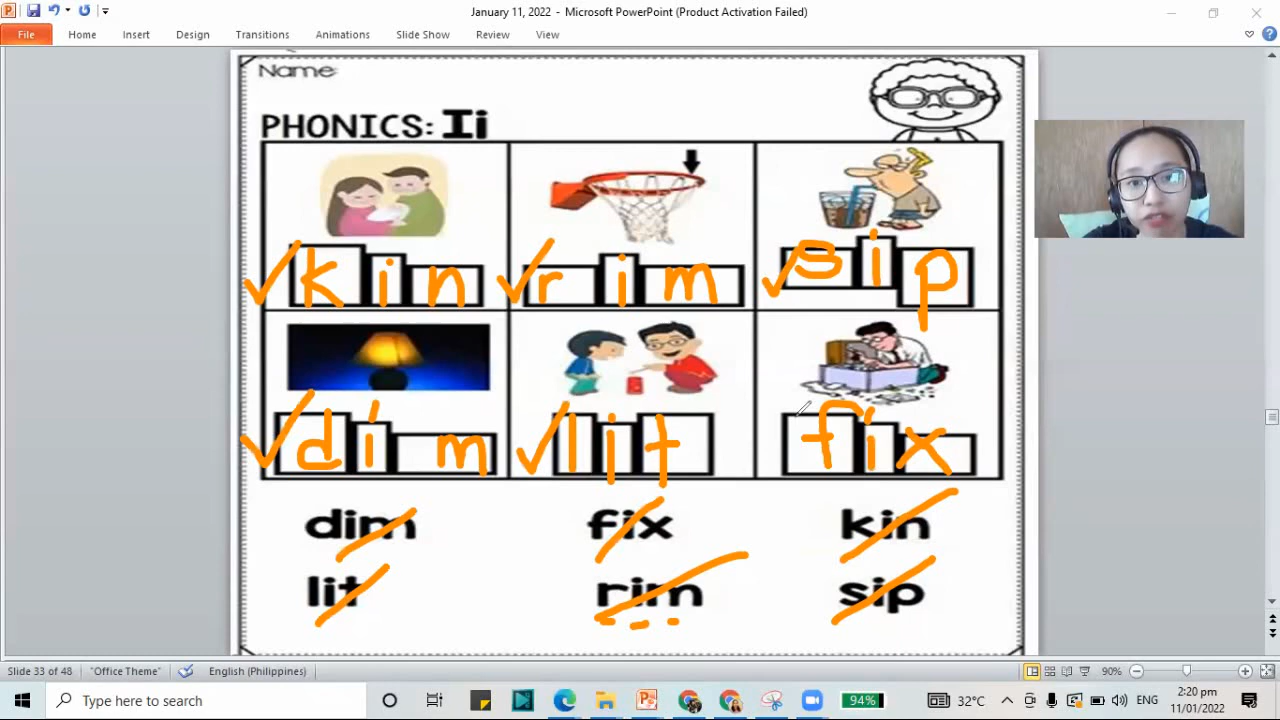 January 11, 2022 - Microsoft PowerPoint (Product Activation Failed)
File Home Insert Design Transitions Animations Slide Show Review View
Name:
PHONICS: Ii
kin rim sip
dim lit fix
dim fix kin
lit rim sip
Slide 33 of 48 "Office Theme" English (Philippines) 90%
Type here to search 94% 32°C ENG 2:20 pm
11/01/2022